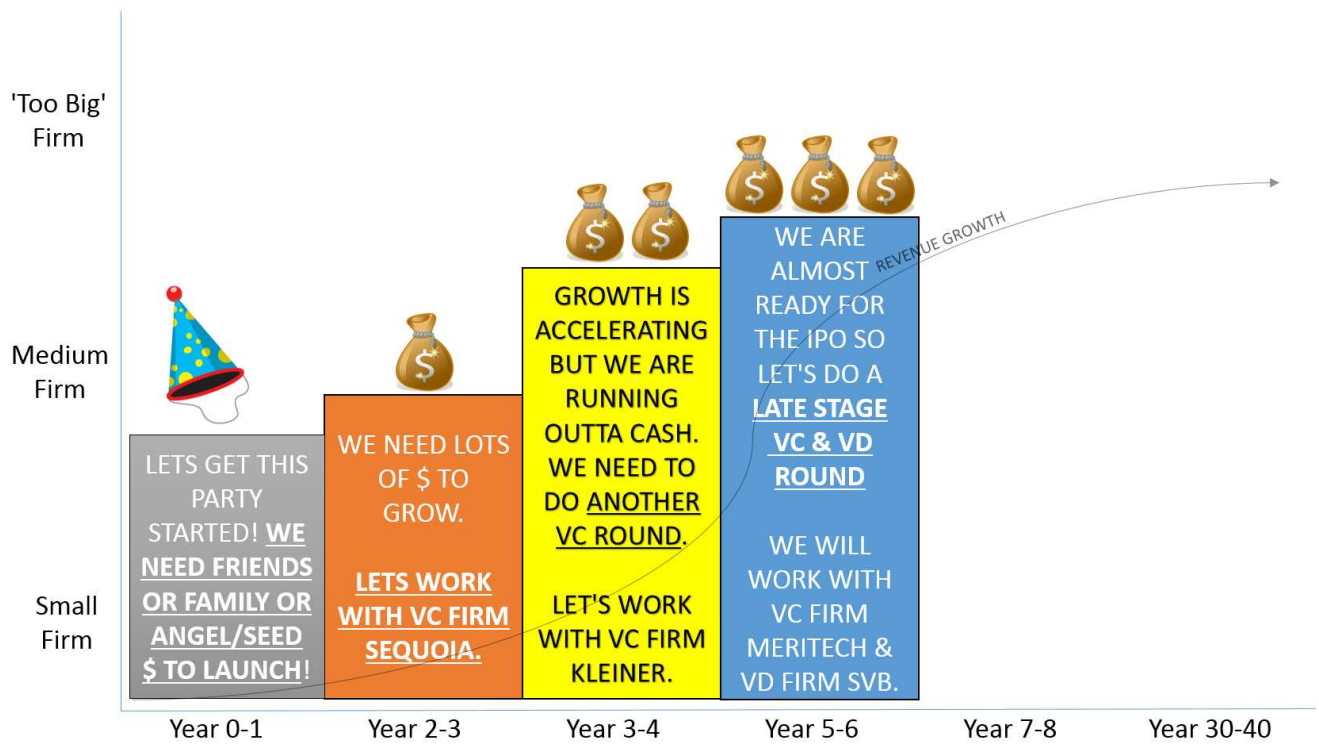 'Too Big'
Firm
Medium
Firm
Small
Firm
LETS GET THIS
PARTY
STARTED! WE
NEED FRIENDS
OR FAMILY OR
ANGEL/SEED
$ TO LAUNCH!
$
WE NEED LOTS
OF $ TO
GROW.
LETS WORK
WITH VC FIRM
SEQUOIA.
$ $
GROWTH IS
ACCELERATING
BUT WE ARE
RUNNING
OUTTA CASH.
WE NEED TO
DO ANOTHER
VC ROUND.
LET'S WORK
WITH VC FIRM
KLEINER.
$ $ $
WE ARE
ALMOST
READY FOR
THE IPO SO
LET'S DO A
LATE STAGE
VC & VD
ROUND
WE WILL
WORK WITH
VC FIRM
MERITECH &
VD FIRM SVB.
REVENUE GROWTH
Year 0-1
Year 2-3
Year 3-4
Year 5-6
Year 7-8
Year 30-40